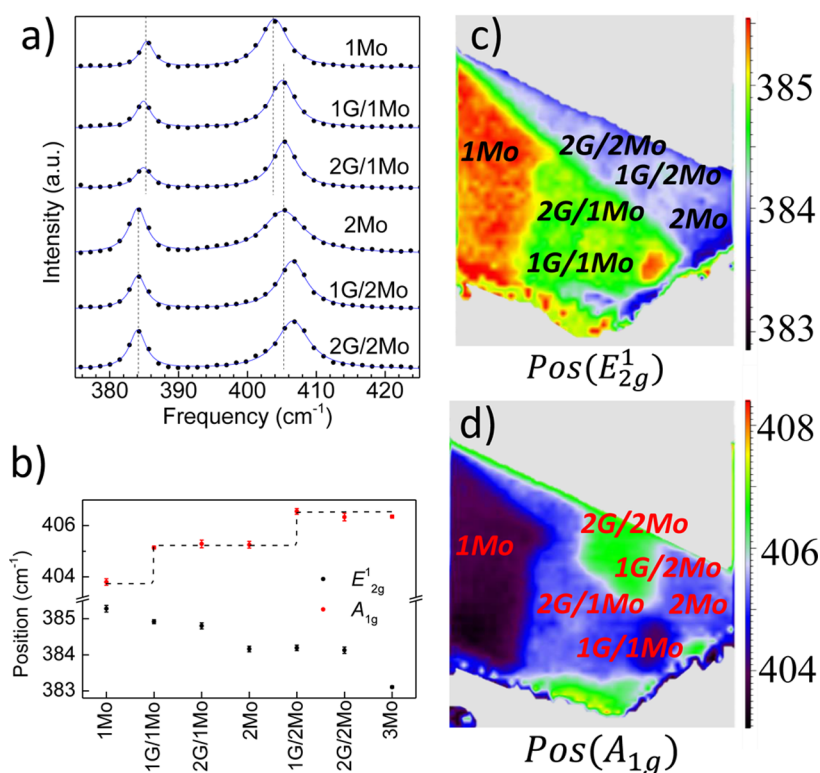 a)
Intensity (a.u.)
1Mo
1G/1Mo
2G/1Mo
2Mo
1G/2Mo
2G/2Mo
380 390 400 410 420
Frequency (cm⁻¹)
b)
Position (cm⁻¹)
406
404
385
384
383
E¹₂g
A₁g
1Mo 1G/1Mo 2G/1Mo 2Mo 1G/2Mo 2G/2Mo 3Mo
c)
1Mo
2G/2Mo
1G/2Mo
2G/1Mo
2Mo
1G/1Mo
385
384
383
Pos(E¹₂g)
d)
1Mo
2G/2Mo
1G/2Mo
2G/1Mo
2Mo
1G/1Mo
408
406
404
Pos(A₁g)